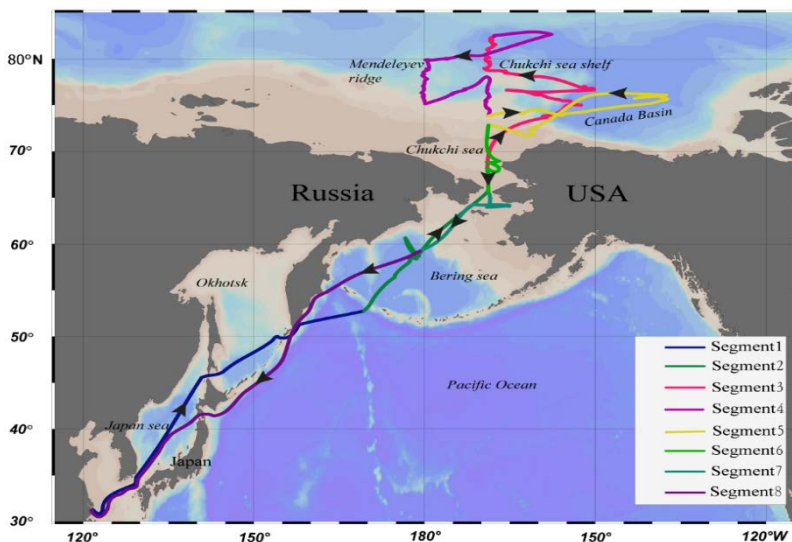 80°N
Mendeleyev
ridge
Chukchi sea shelf
Canada Basin
70°
Chukchi sea
Russia
USA
60°
Okhotsk
Bering sea
50°
Segment1
Segment2
Segment3
Pacific Ocean
Segment4
40°
Japan sea
Segment5
Segment6
Japan
Segment7
Segment8
30°
120°
150°
180°
150°
120°W